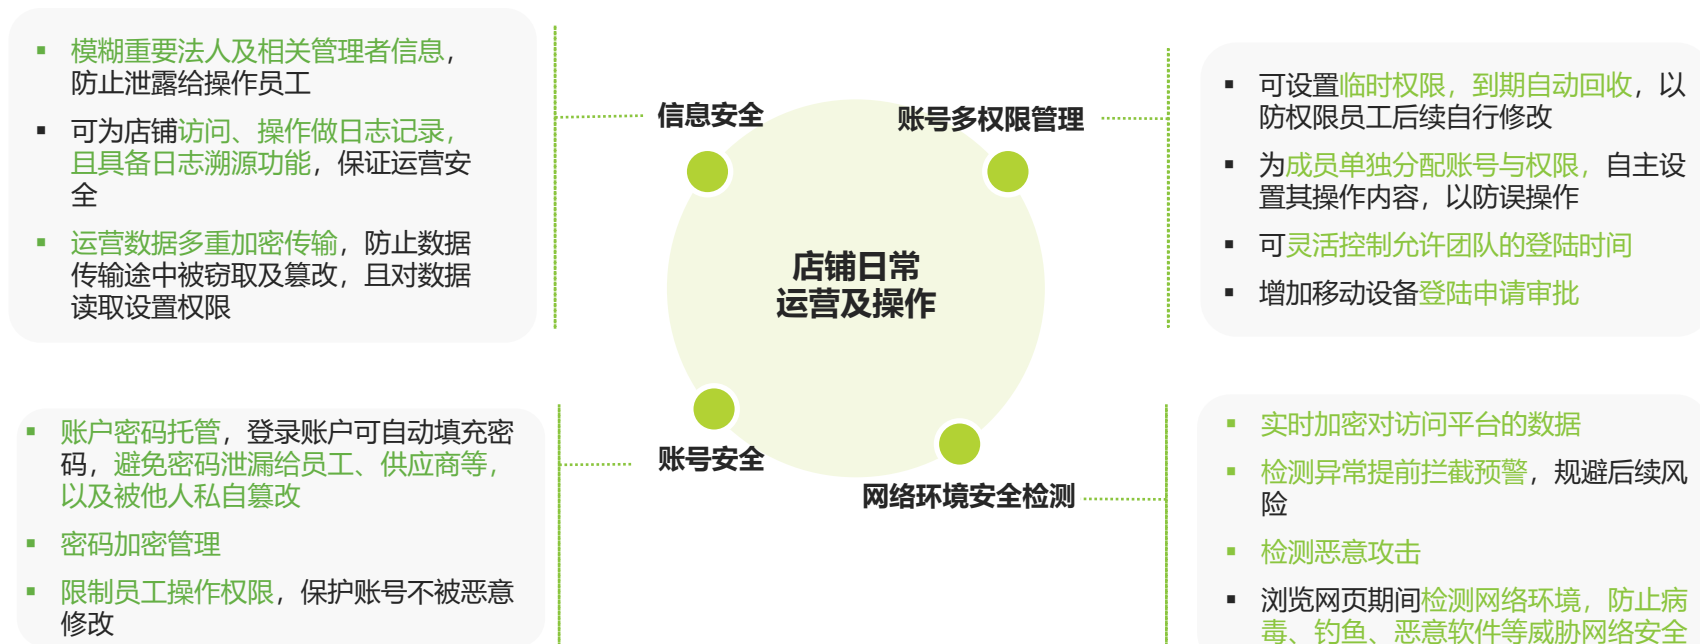 模糊重要法人及相关管理者信息，
防止泄露给操作员工
可为店铺访问、操作做日志记录，
且具备日志溯源功能，保证运营安
全
运营数据多重加密传输，防止数据
传输途中被窃取及篡改，且对数据
读取设置权限
信息安全
账号多权限管理
可设置临时权限，到期自动回收，以
防权限员工后续自行修改
为成员单独分配账号与权限，自主设
置其操作内容，以防误操作
可灵活控制允许团队的登陆时间
增加移动设备登陆申请审批
店铺日常
运营及操作
账户密码托管，登录账户可自动填充密
码，避免密码泄漏给员工、供应商等，
以及被他人私自篡改
密码加密管理
限制员工操作权限，保护账号不被恶意
修改
账号安全
网络环境安全检测
实时加密对访问平台的数据
检测异常提前拦截预警，规避后续风
险
检测恶意攻击
浏览网页期间检测网络环境，防止病
毒、钓鱼、恶意软件等威胁网络安全